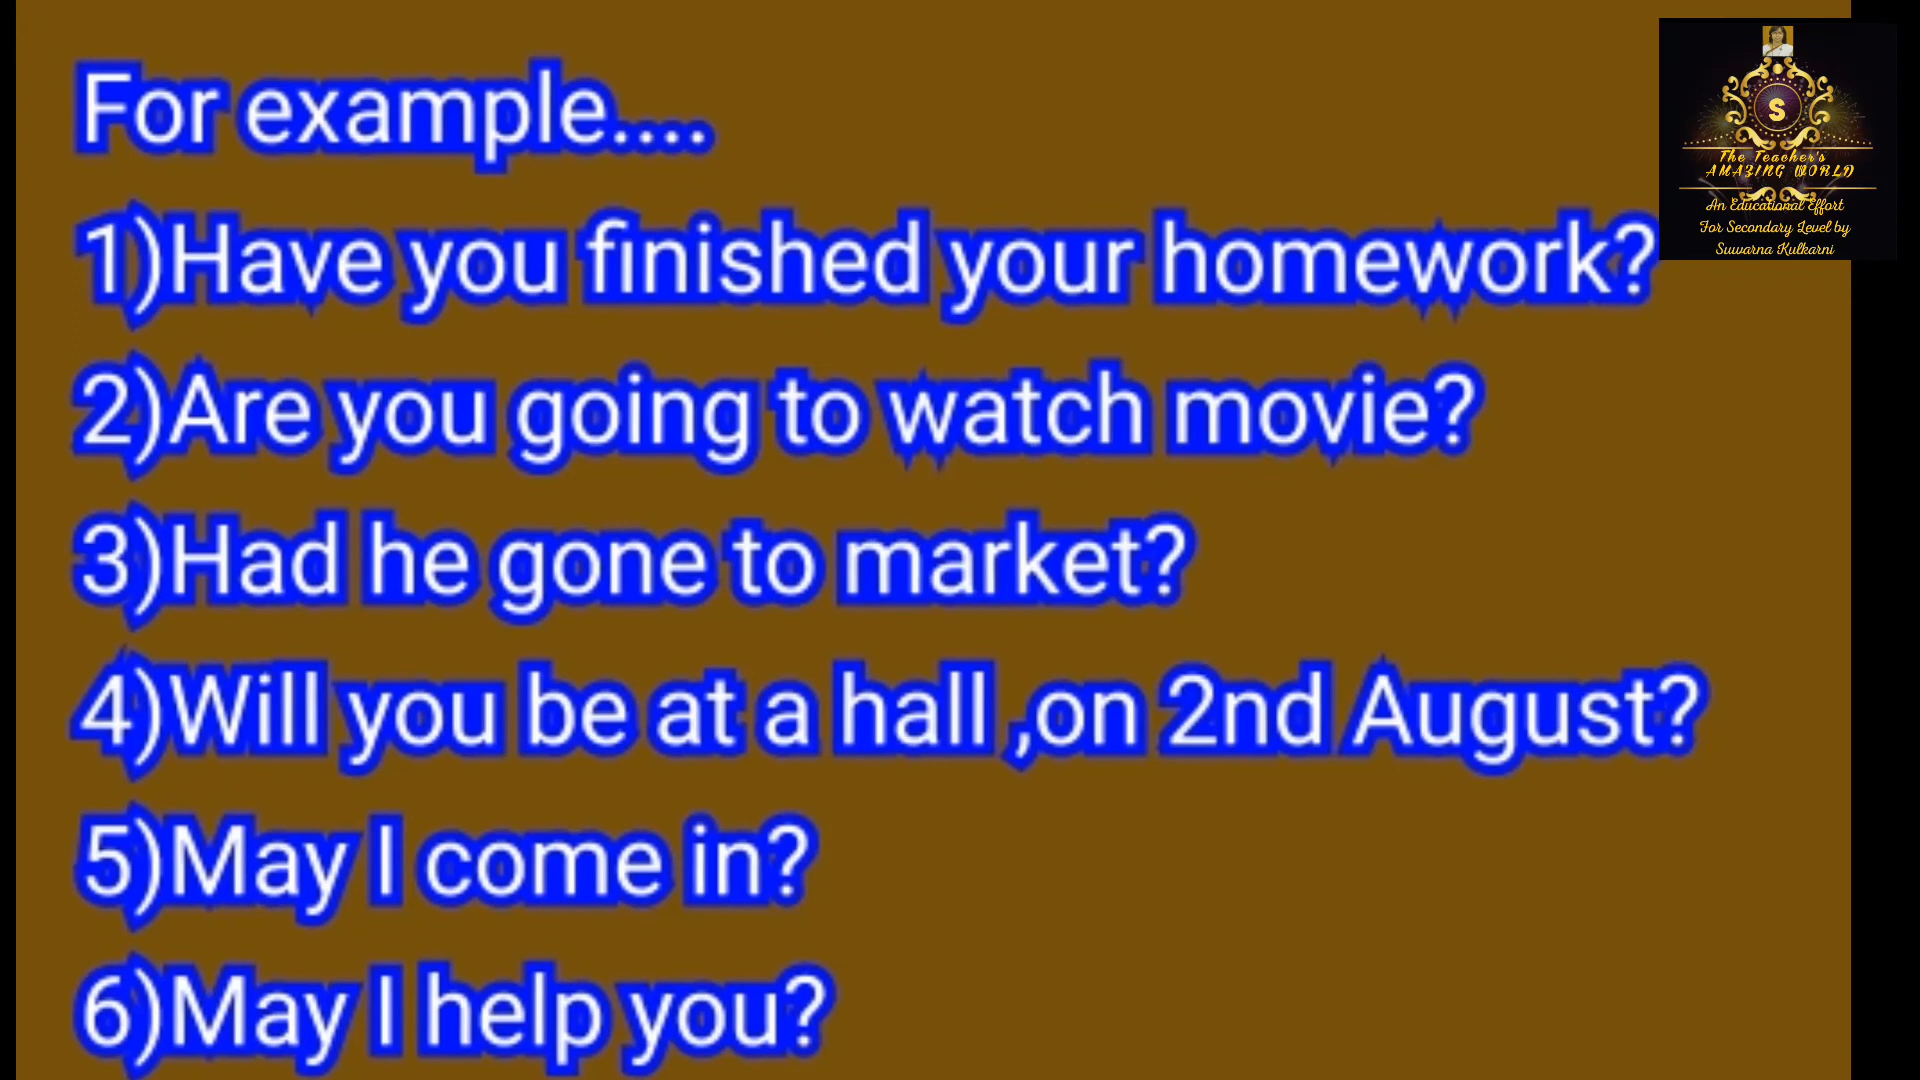 For example....
1)Have you finished your homework?
2)Are you going to watch movie?
3)Had he gone to market?
4)Will you be at a hall ,on 2nd August?
5)May I come in?
6)May I help you?
S
The Teacher's
AMAZING WORLD
An Educational Effort
For Secondary Level by
Suwarna Kulkarni